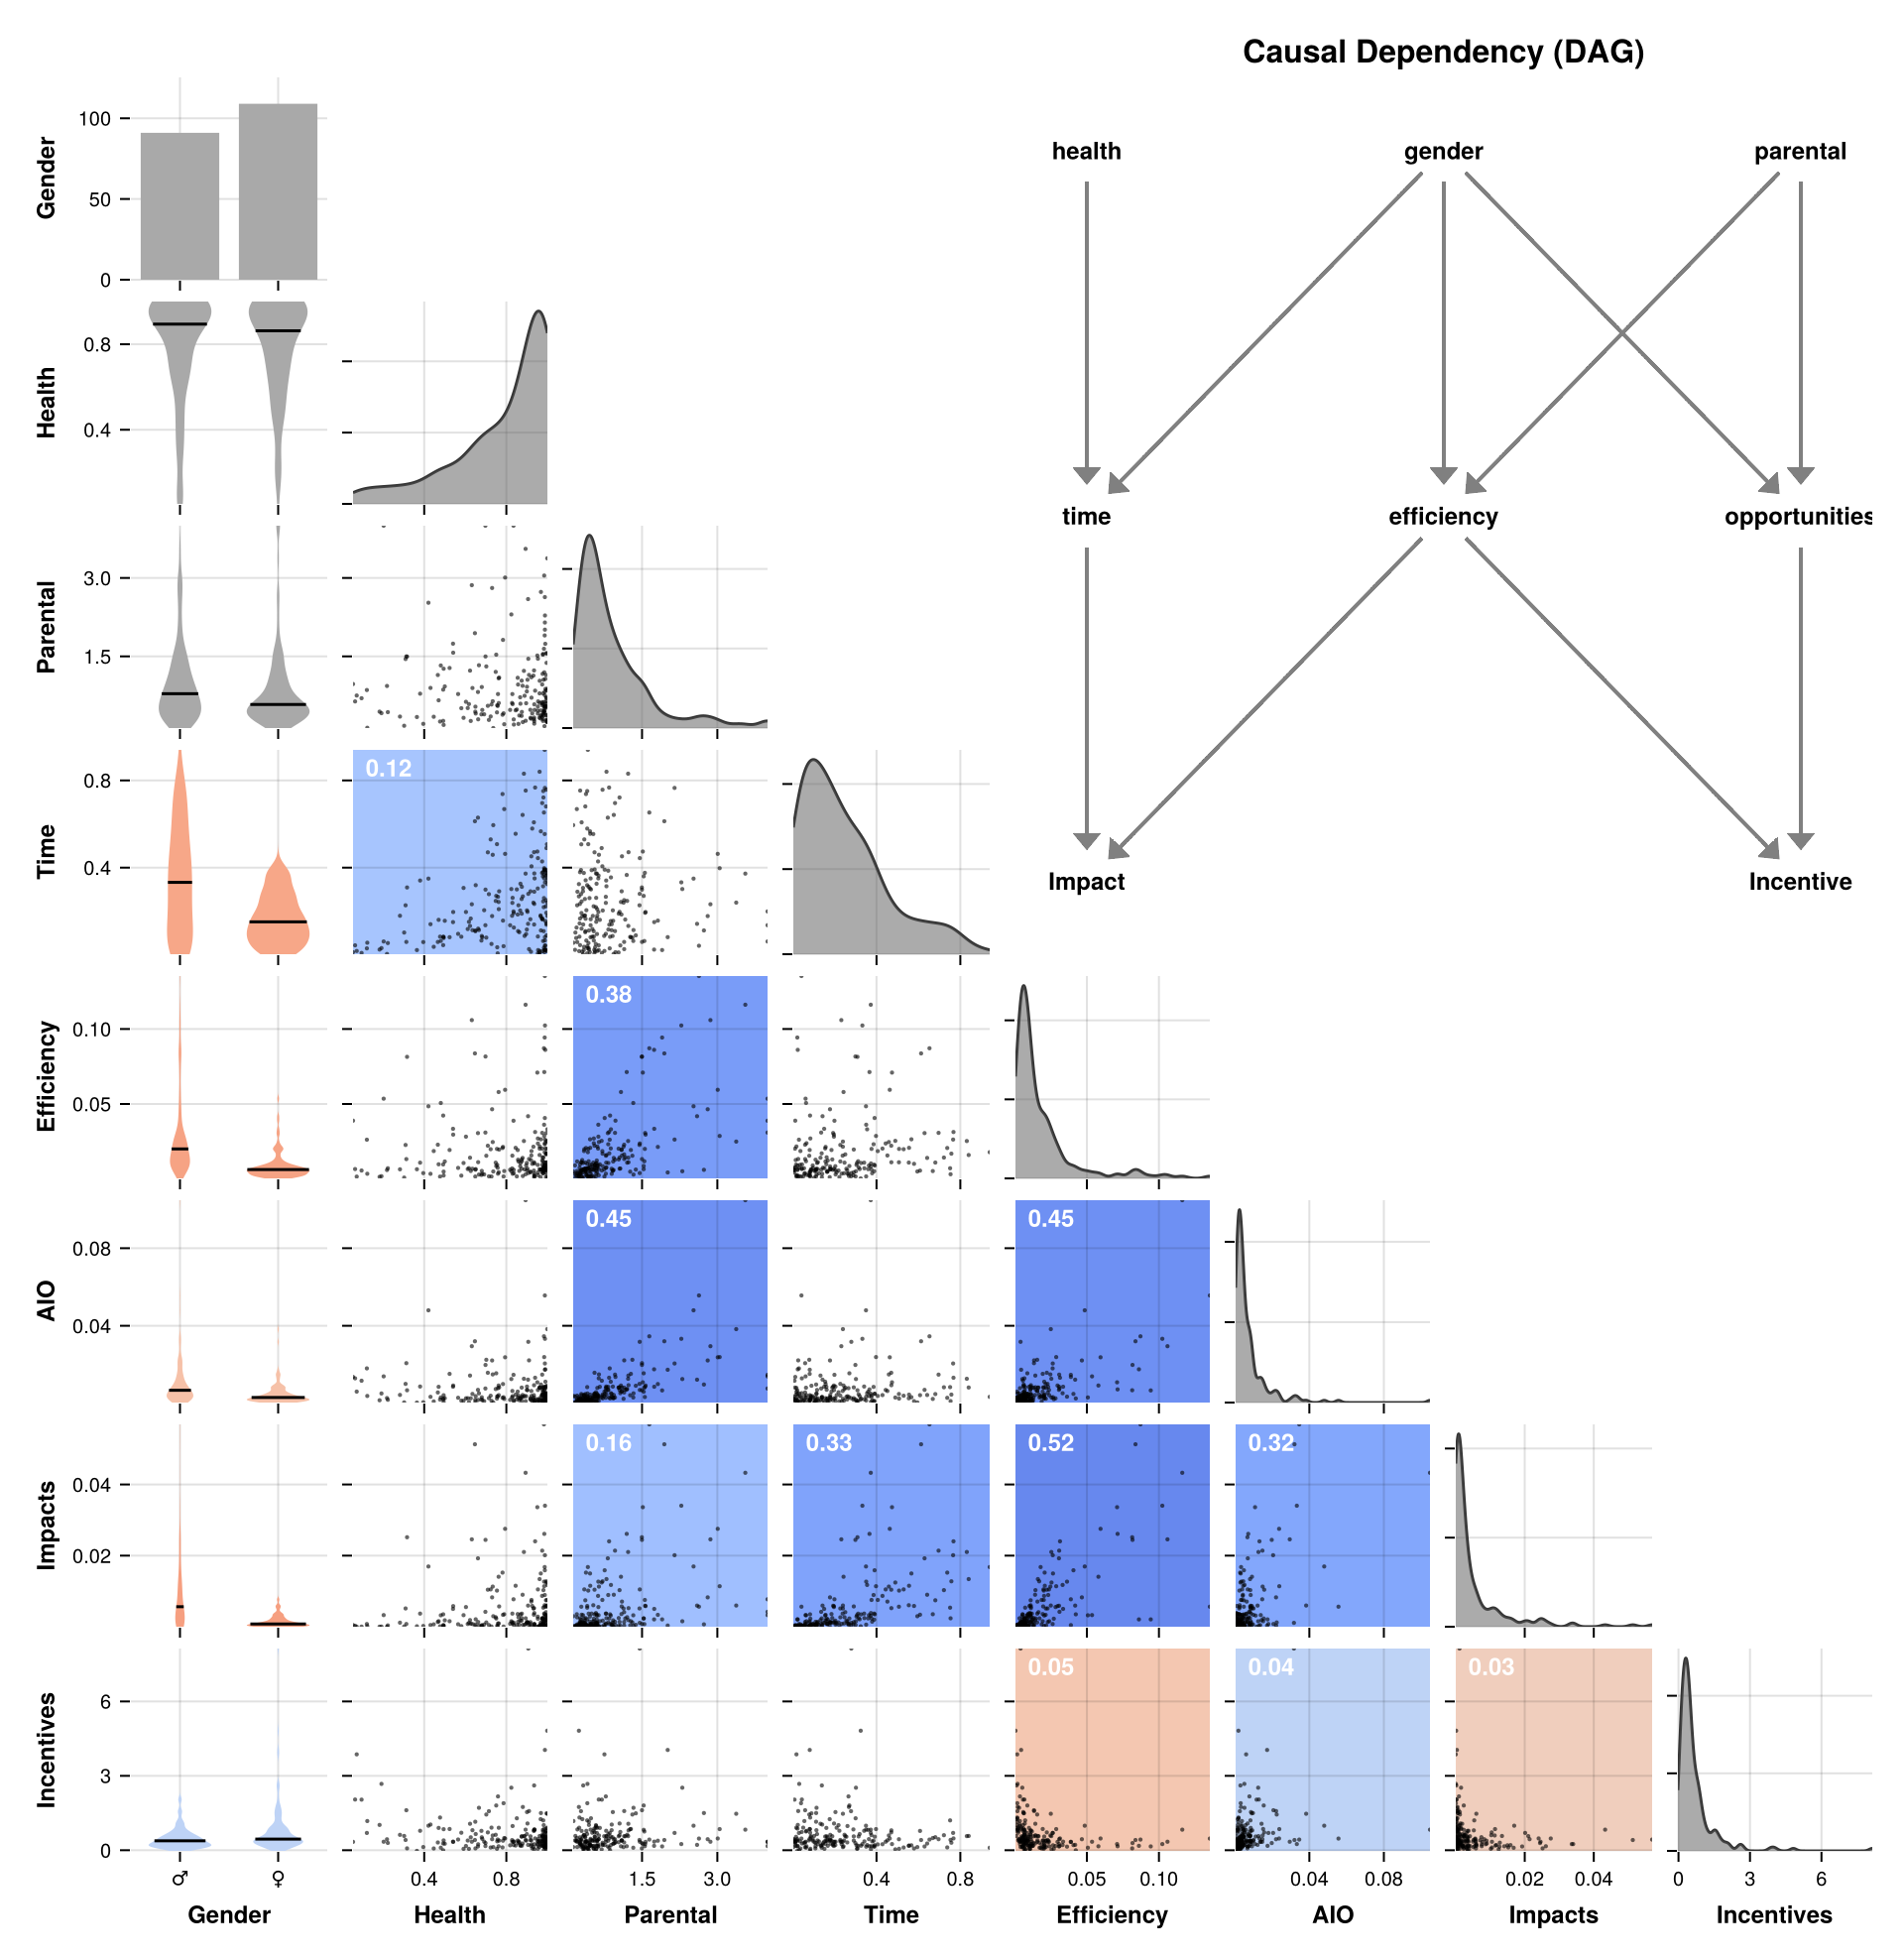 Causal Dependency (DAG)
health gender parental
time efficiency opportunities
Impact Incentive
Gender
100
50
0
Health
0.8
0.4
Parental
3.0
1.5
Time
0.8
0.4
0.12
Efficiency
0.10
0.05
0.38
AIO
0.08
0.04
0.45 0.45
Impacts
0.04
0.02
0.16 0.33 0.52 0.32
Incentives
6
3
0
0.05 0.04 0.03
♂ ♀ 0.4 0.8 1.5 3.0 0.4 0.8 0.05 0.10 0.04 0.08 0.02 0.04 0 3 6
Gender Health Parental Time Efficiency AIO Impacts Incentives